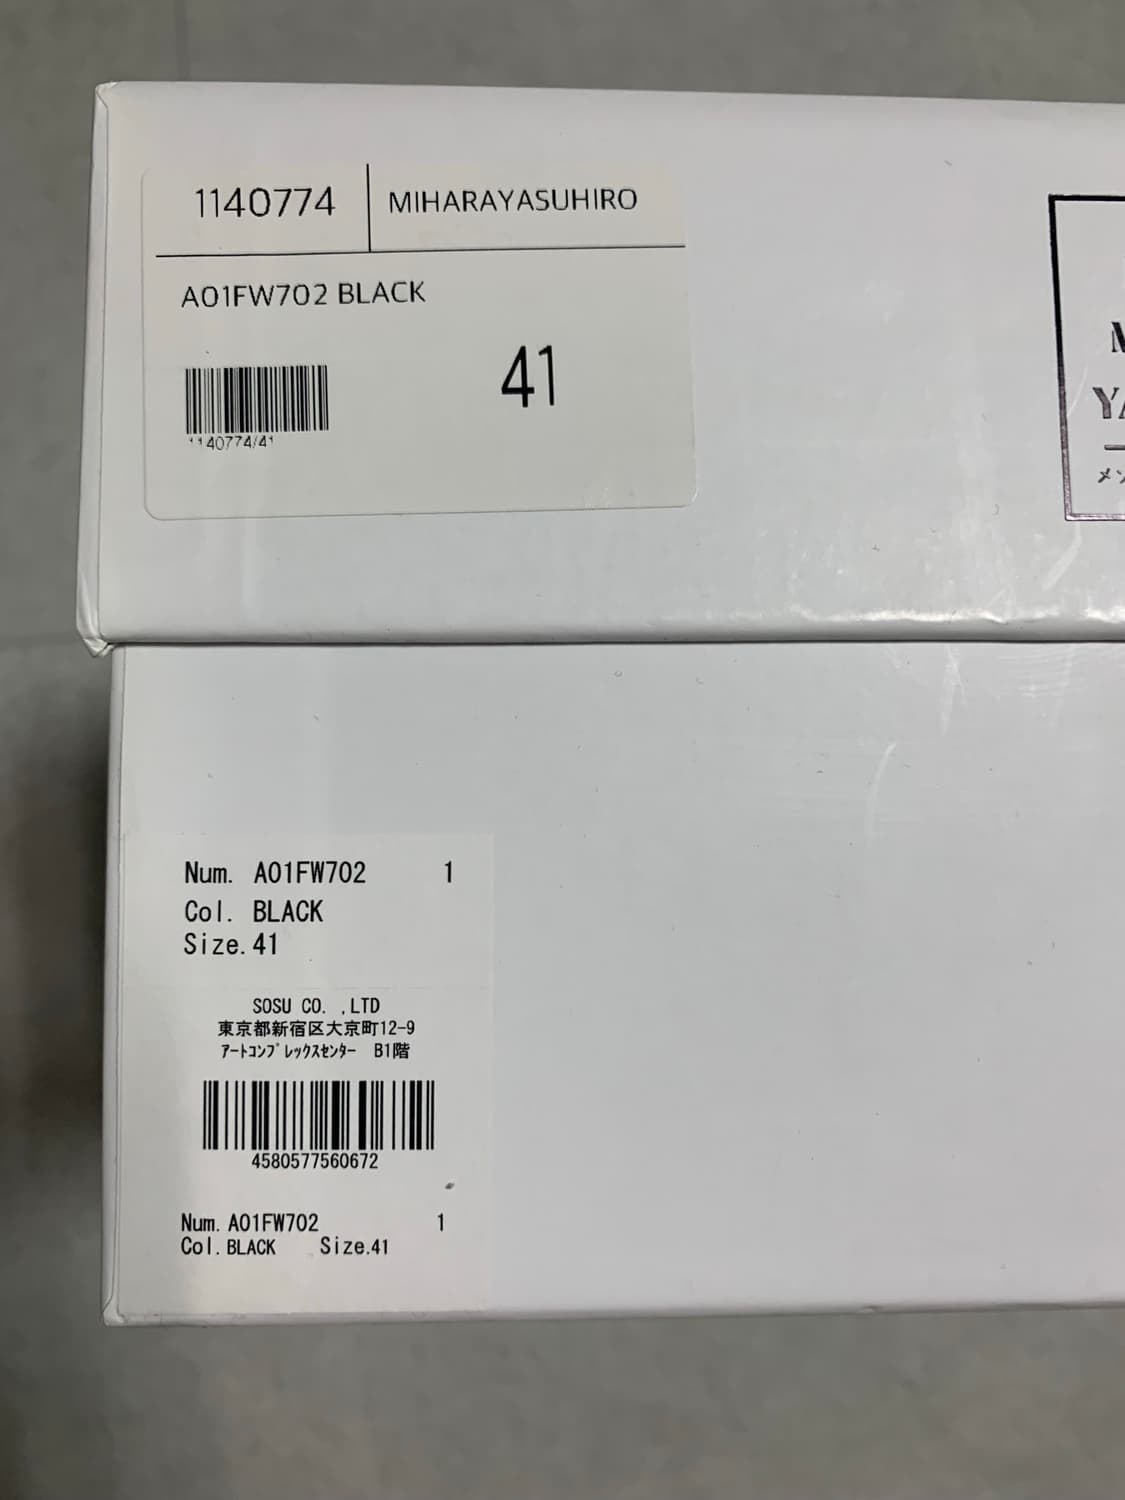 1140774 MIHARAYASUHIRO
A01FW702 BLACK
41
1140774/41
Num. A01FW702 1
Col. BLACK
Size. 41
SOSU CO. ,LTD
東京都新宿区大京町12-9
ｱｰﾄｺﾝﾌﾟﾚｯｸｽｾﾝﾀｰ B1階
4580577560672
Num. A01FW702 1
Col. BLACK Size.41